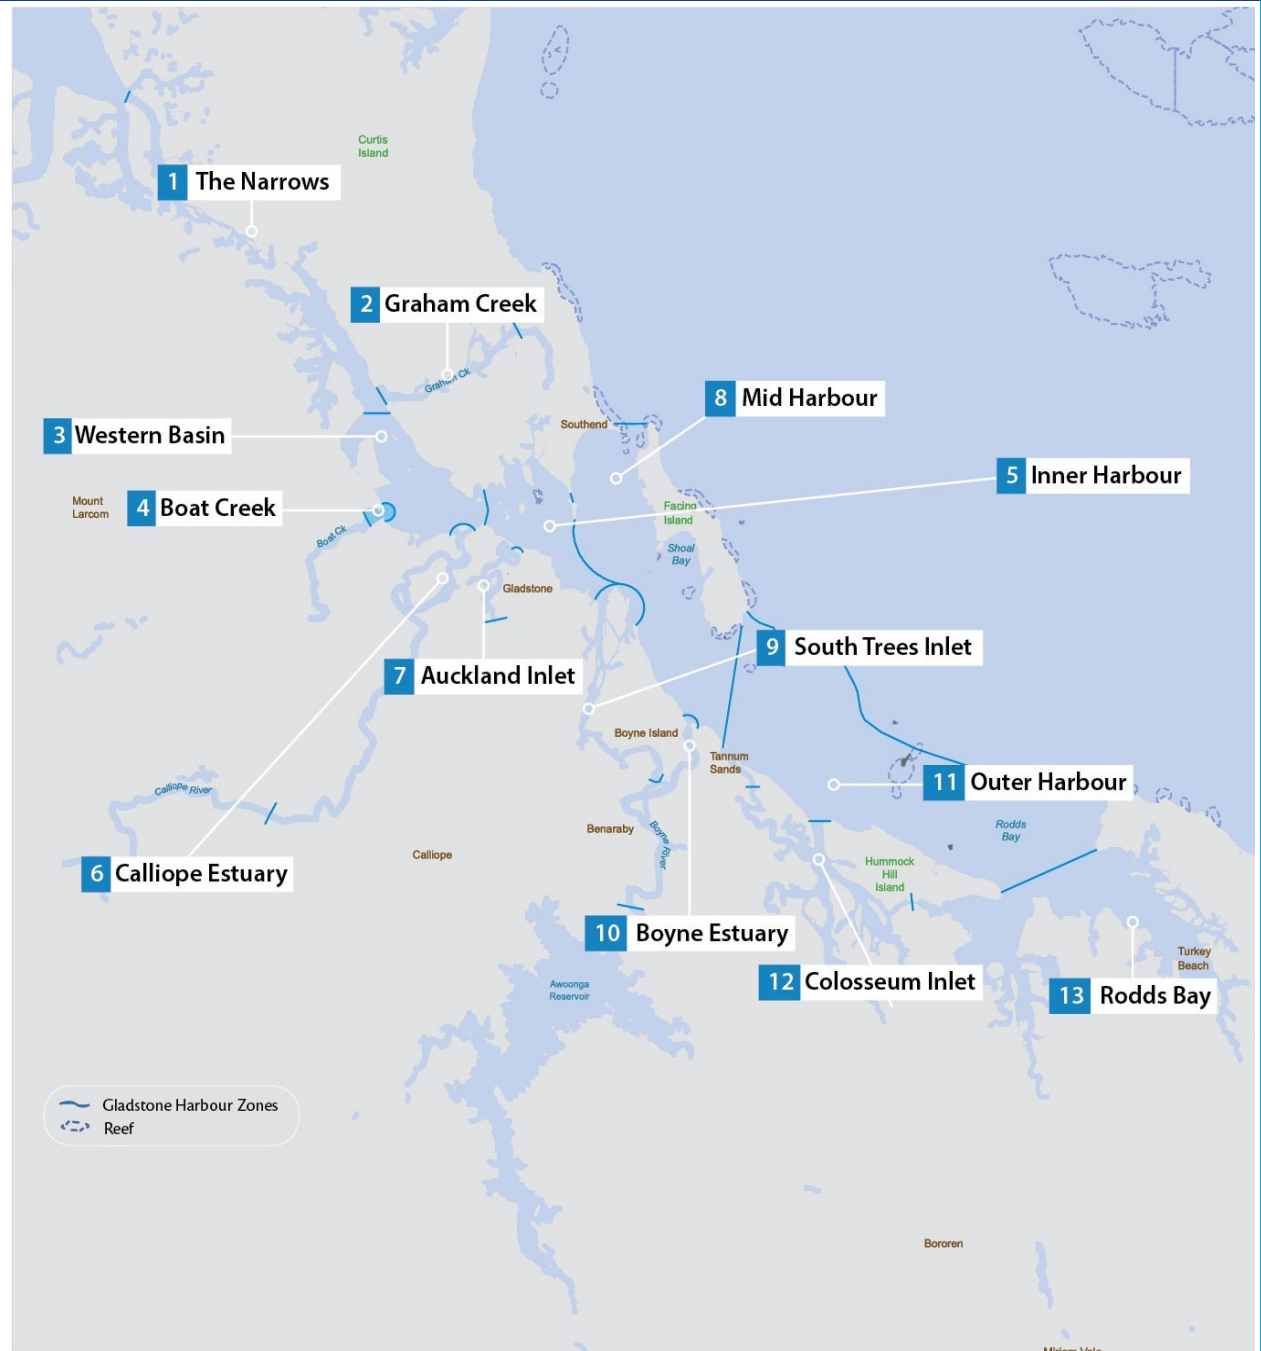 Curtis
Island
1 The Narrows
2 Graham Creek
Graham Ck
8 Mid Harbour
Southend
3 Western Basin
5 Inner Harbour
Mount
Larcom
4 Boat Creek
Facing
Island
Boat Ck
Shoal
Bay
Gladstone
9 South Trees Inlet
7 Auckland Inlet
Boyne Island
Tannum
Sands
11 Outer Harbour
Calliope River
Rodds
Bay
Benaraby
Boyne River
Calliope
6 Calliope Estuary
Hummock
Hill
Island
10 Boyne Estuary
Turkey
Beach
12 Colosseum Inlet
Awoonga
Reservoir
13 Rodds Bay
Gladstone Harbour Zones
Reef
Bororen